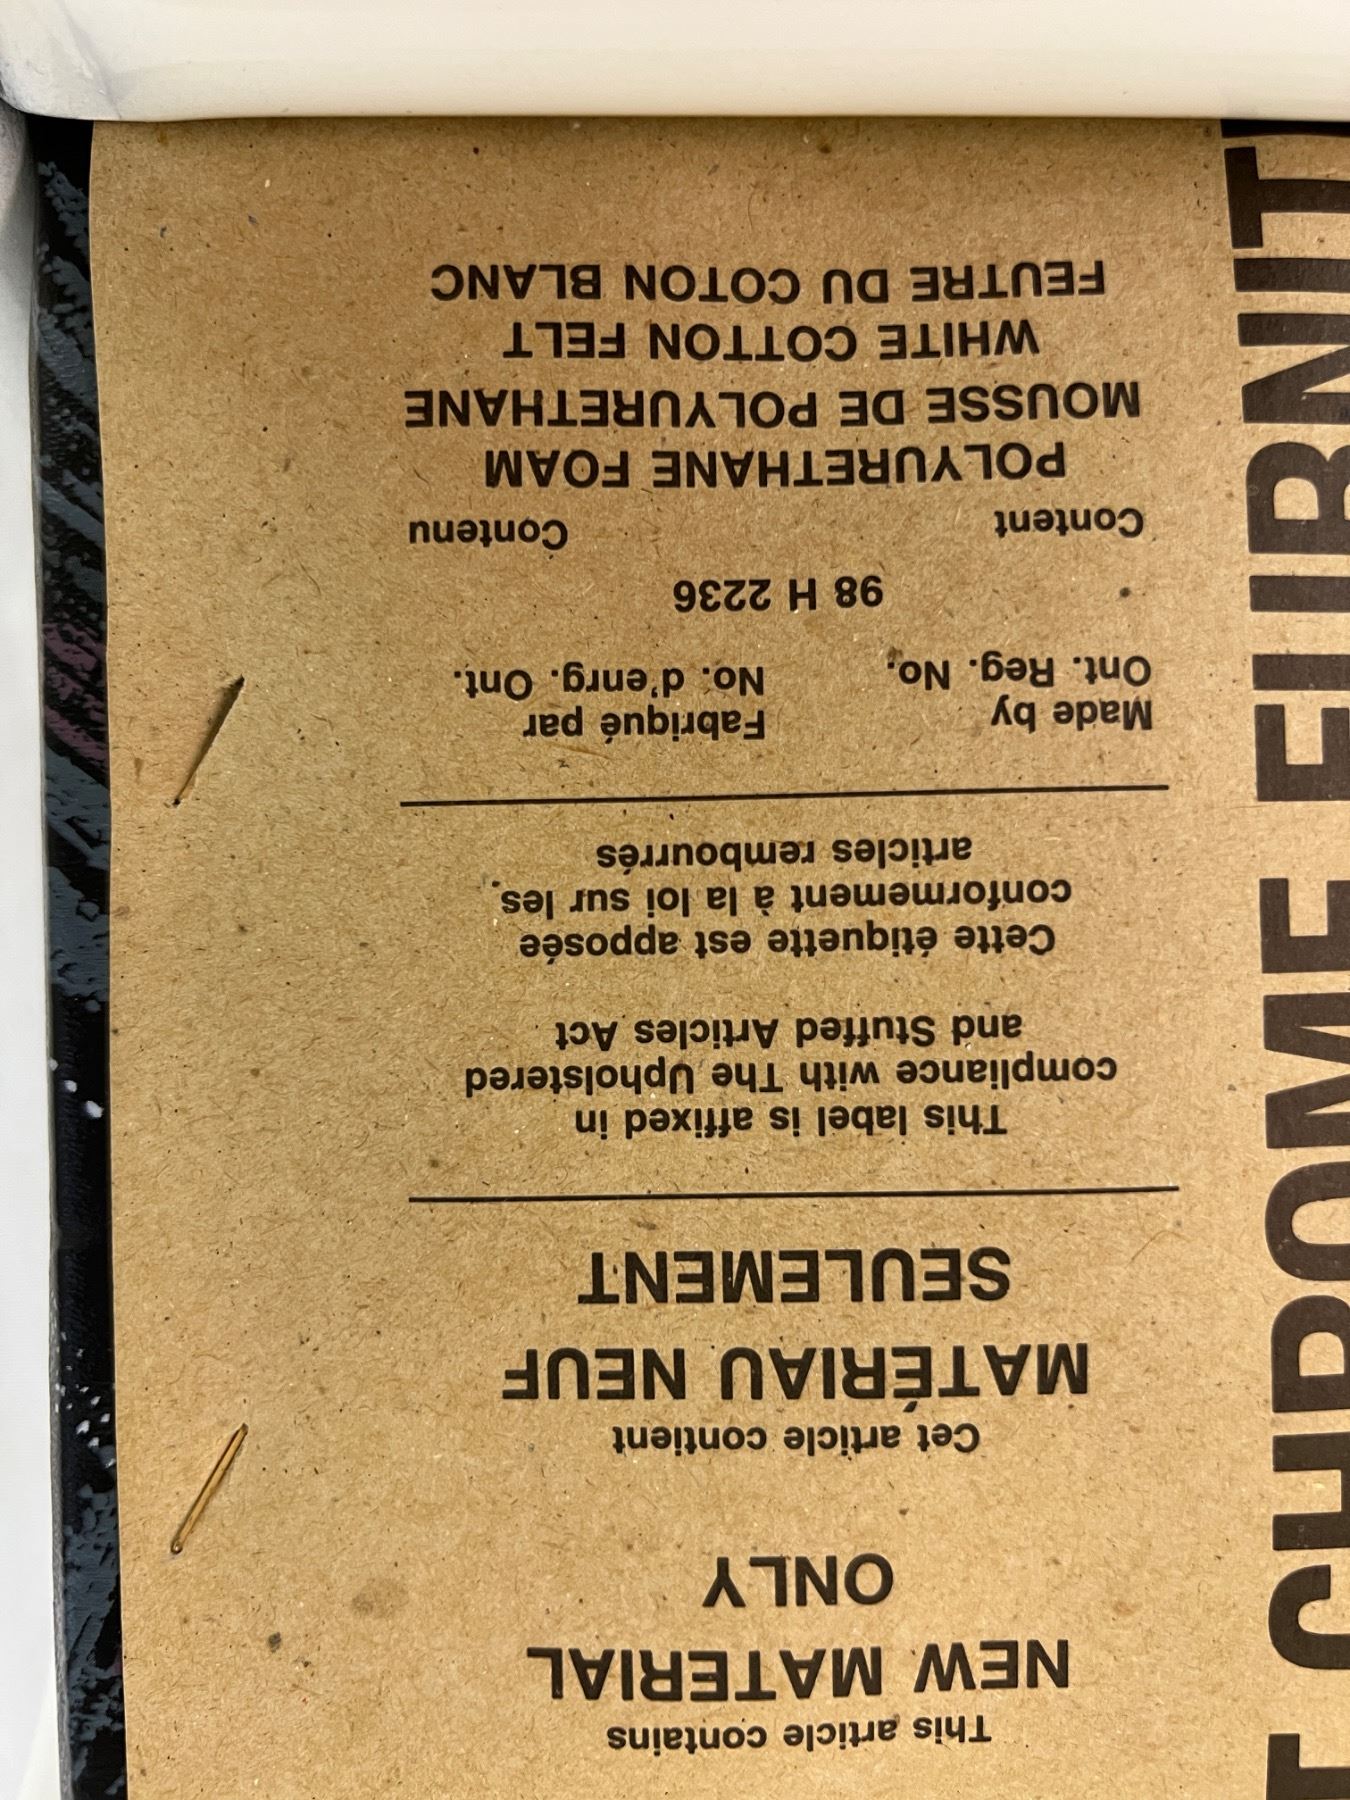 This article contains
NEW MATERIAL
ONLY
Cet article contient
MATÉRIAU NEUF
SEULEMENT
This label is affixed in
compliance with The Upholstered
and Stuffed Articles Act
Cette étiquette est apposée
conformement à la loi sur les
articles rembourrés
Made by Fabriqué par
Ont. Reg. No. No. d'enrg. Ont.
98 H 2236
Content Contenu
POLYURETHANE FOAM
MOUSSE DE POLYURETHANE
WHITE COTTON FELT
FEUTRE DU COTON BLANC
CHROME